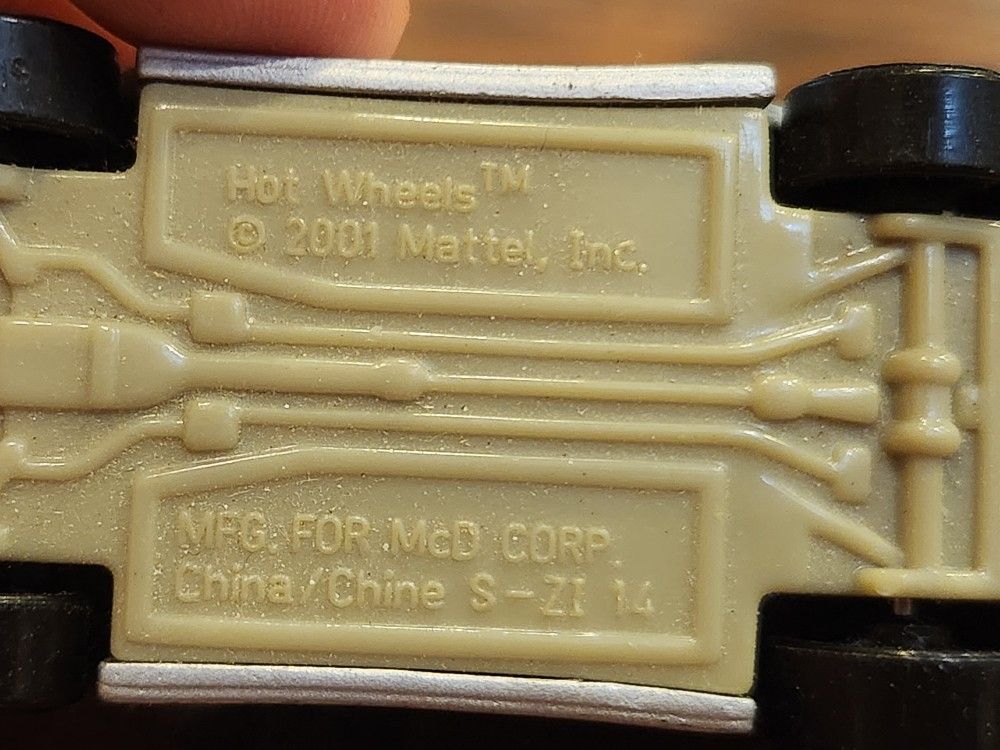 Hot Wheels™
© 2001 Mattel, Inc.
MFG. FOR McD CORP.
China/Chine S-ZI 14